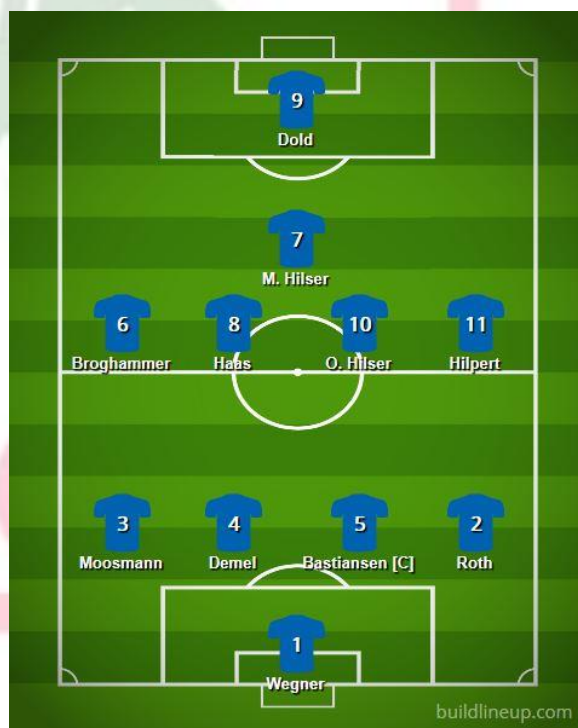 9
Dold
7
M. Hilser
6 8 10 11
Broghammer Haas O. Hilser Hilpert
3 4 5 2
Moosmann Demel Bastiansen [C] Roth
1
Wegner
buildlineup.com